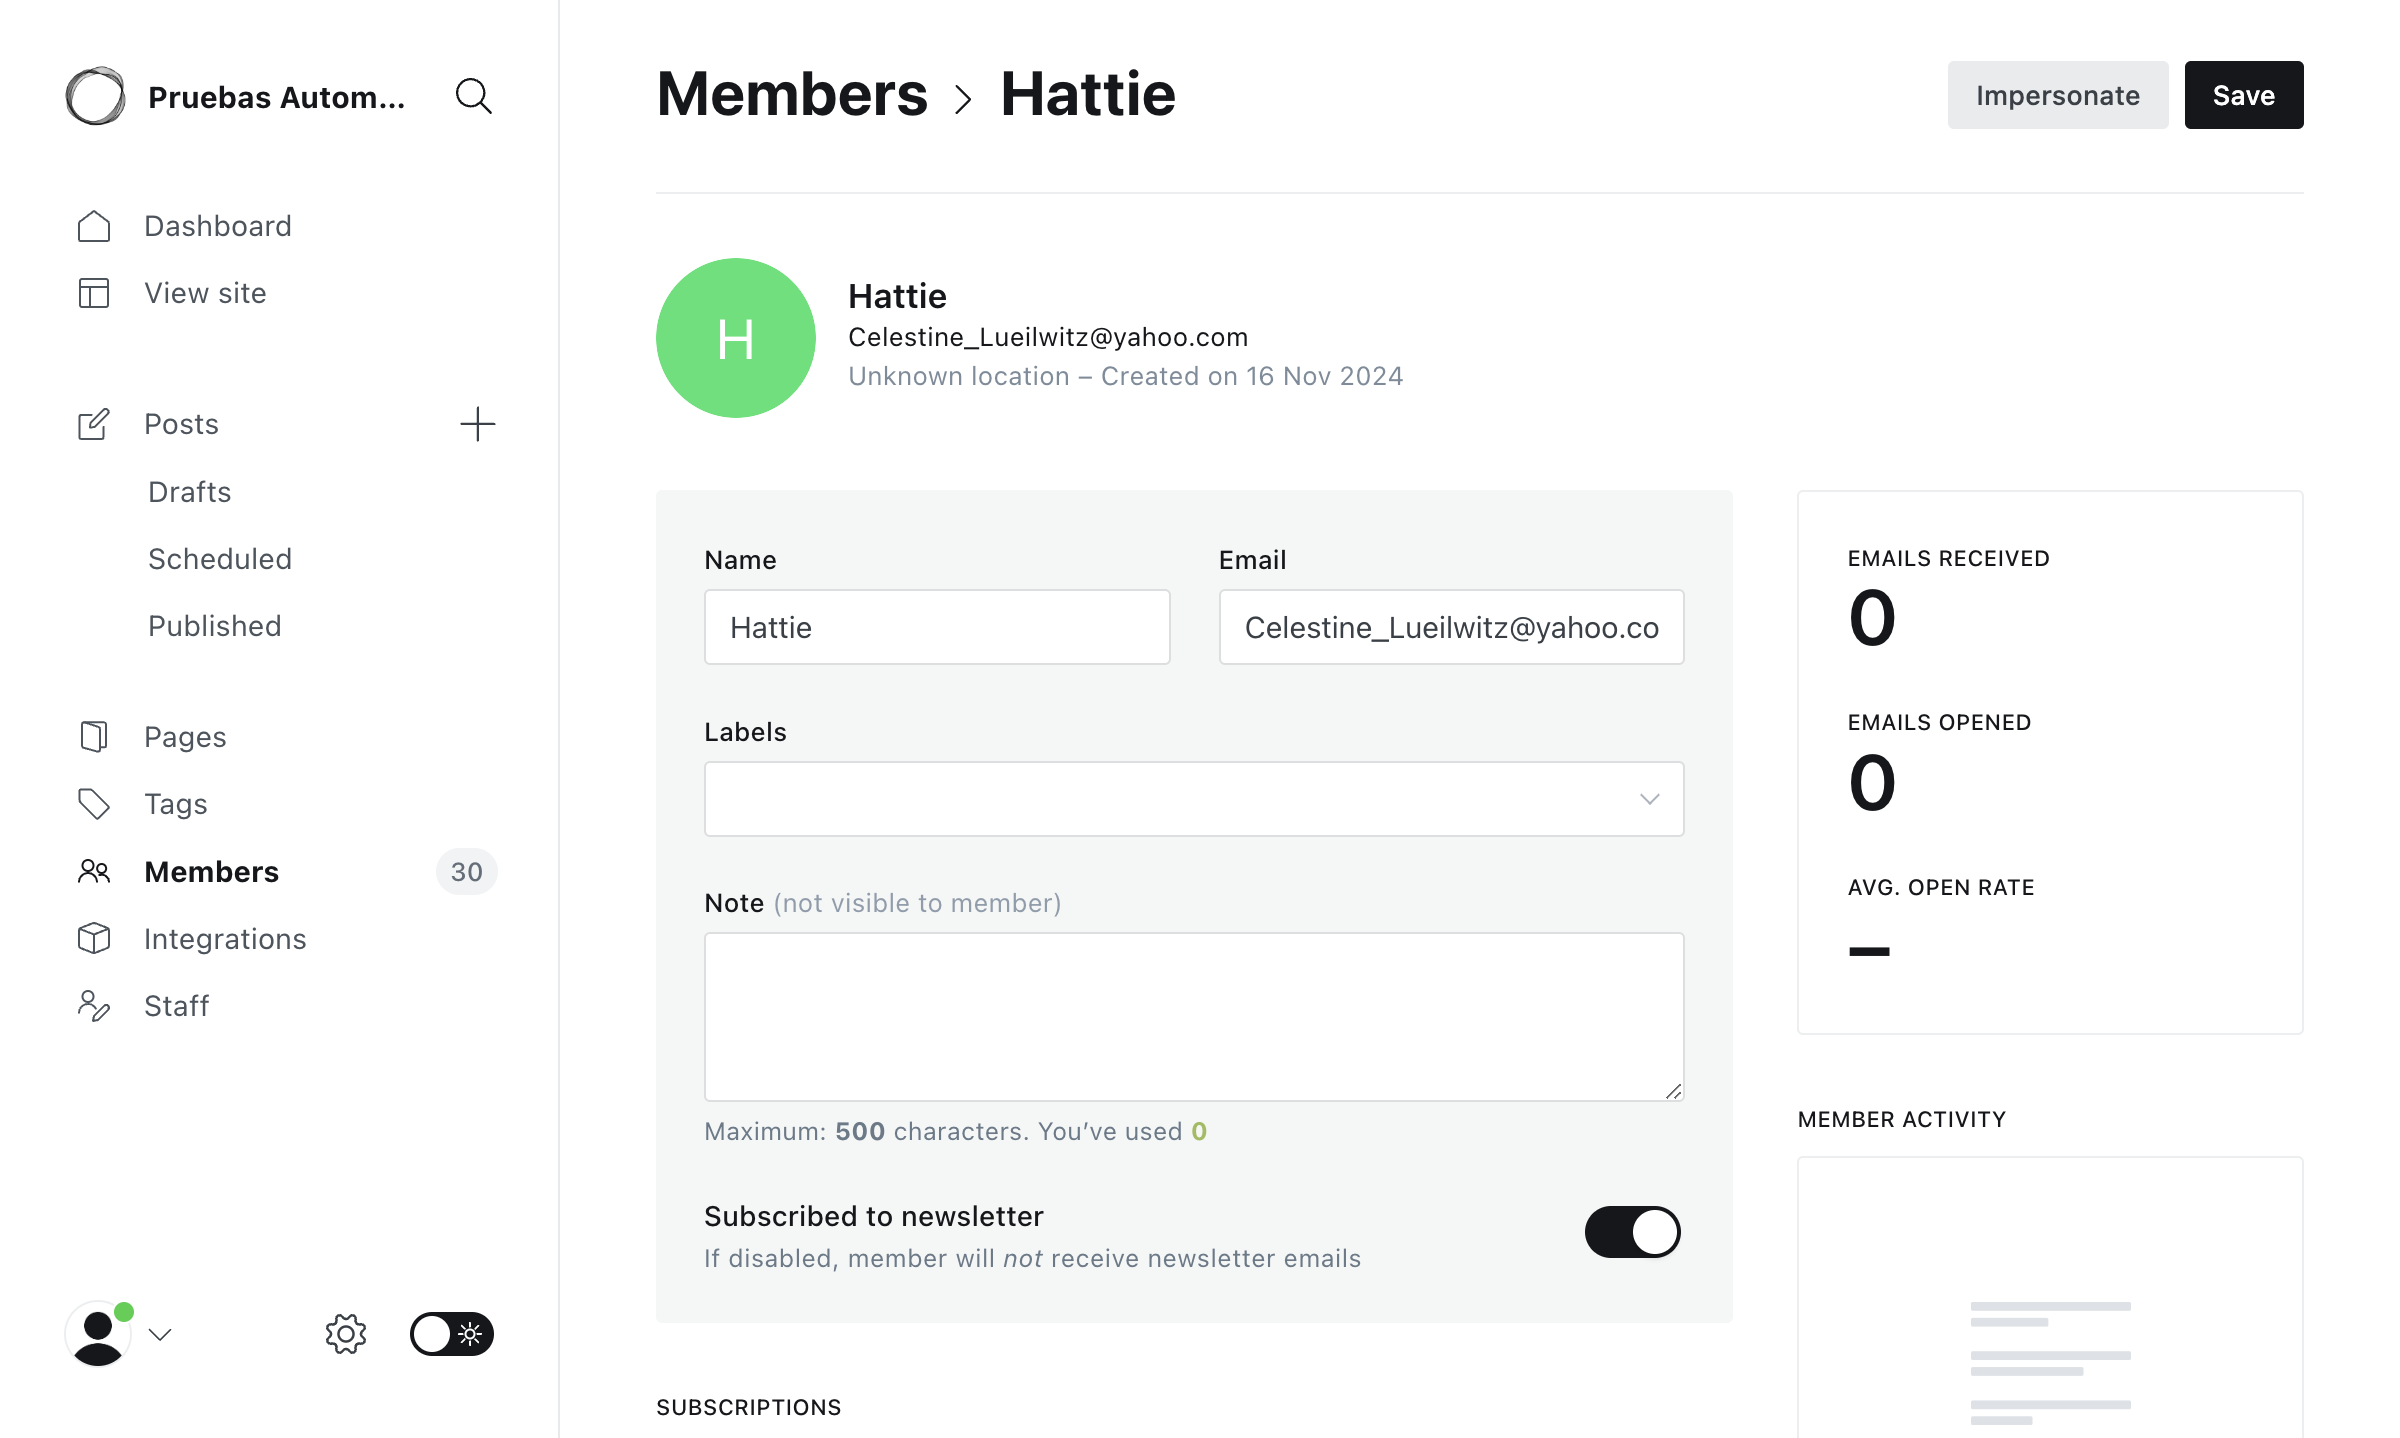 Pruebas Autom...
Dashboard
View site
Posts
Drafts
Scheduled
Published
Pages
Tags
Members 30
Integrations
Staff
Members > Hattie
Impersonate
Save
H
Hattie
Celestine_Lueilwitz@yahoo.com
Unknown location – Created on 16 Nov 2024
Name
Hattie
Email
Celestine_Lueilwitz@yahoo.co
Labels
Note (not visible to member)
Maximum: 500 characters. You’ve used 0
Subscribed to newsletter
If disabled, member will not receive newsletter emails
SUBSCRIPTIONS
EMAILS RECEIVED
0
EMAILS OPENED
0
AVG. OPEN RATE
–
MEMBER ACTIVITY